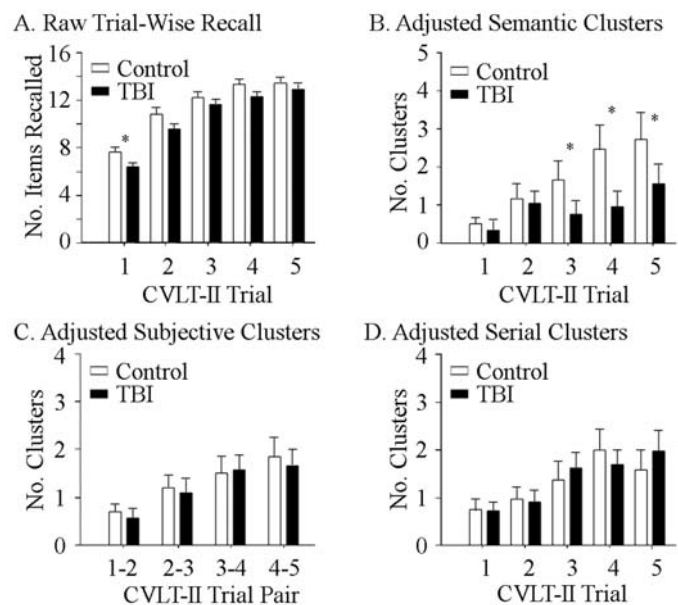 A. Raw Trial-Wise Recall
16
12
8
4
0
No. Items Recalled
Control
TBI
*
1 2 3 4 5
CVLT-II Trial
B. Adjusted Semantic Clusters
5
4
3
2
1
0
No. Clusters
Control
TBI
* * *
1 2 3 4 5
CVLT-II Trial
C. Adjusted Subjective Clusters
4
3
2
1
0
No. Clusters
Control
TBI
1-2 2-3 3-4 4-5
CVLT-II Trial Pair
D. Adjusted Serial Clusters
4
3
2
1
0
No. Clusters
Control
TBI
1 2 3 4 5
CVLT-II Trial